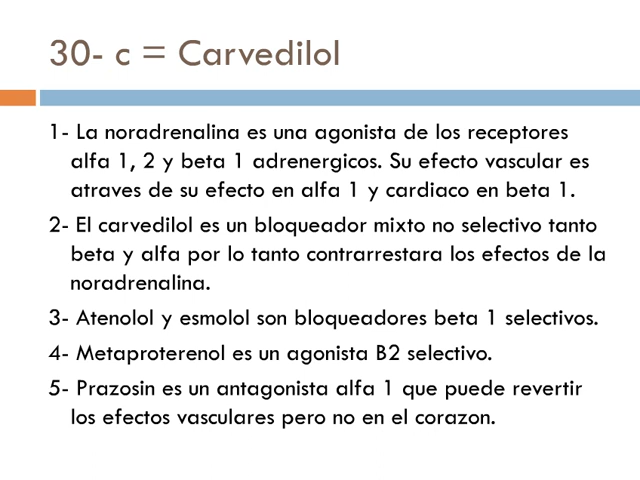 30- c = Carvedilol
1- La noradrenalina es una agonista de los receptores
alfa 1, 2 y beta 1 adrenergicos. Su efecto vascular es
atraves de su efecto en alfa 1 y cardiaco en beta 1.
2- El carvedilol es un bloqueador mixto no selectivo tanto
beta y alfa por lo tanto contrarrestara los efectos de la
noradrenalina.
3- Atenolol y esmolol son bloqueadores beta 1 selectivos.
4- Metaproterenol es un agonista B2 selectivo.
5- Prazosin es un antagonista alfa 1 que puede revertir
los efectos vasculares pero no en el corazon.